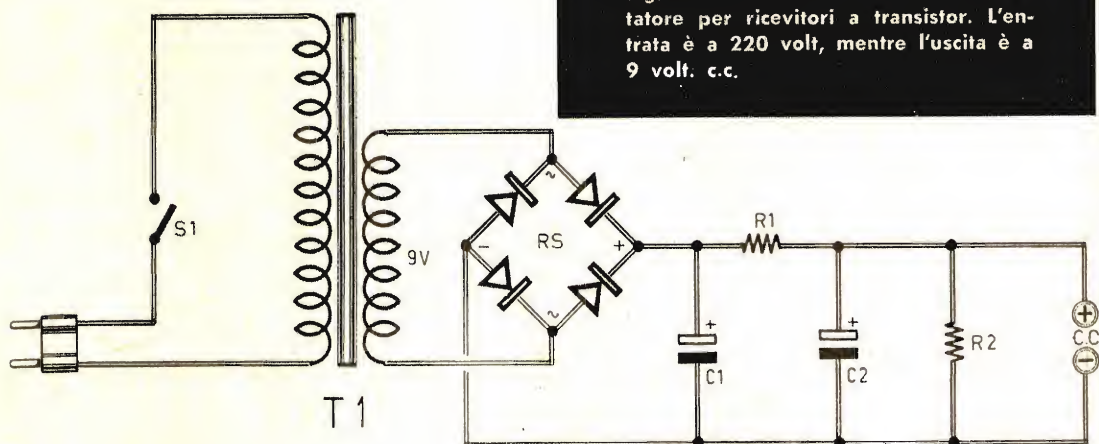 tatore per ricevitori a transistor. L'en-
trata è a 220 volt, mentre l'uscita è a
9 volt. c.c.
S1
T 1
9V
~
-
RS
+
~
R1
+
C1
+
C2
R2
+
C.C
-